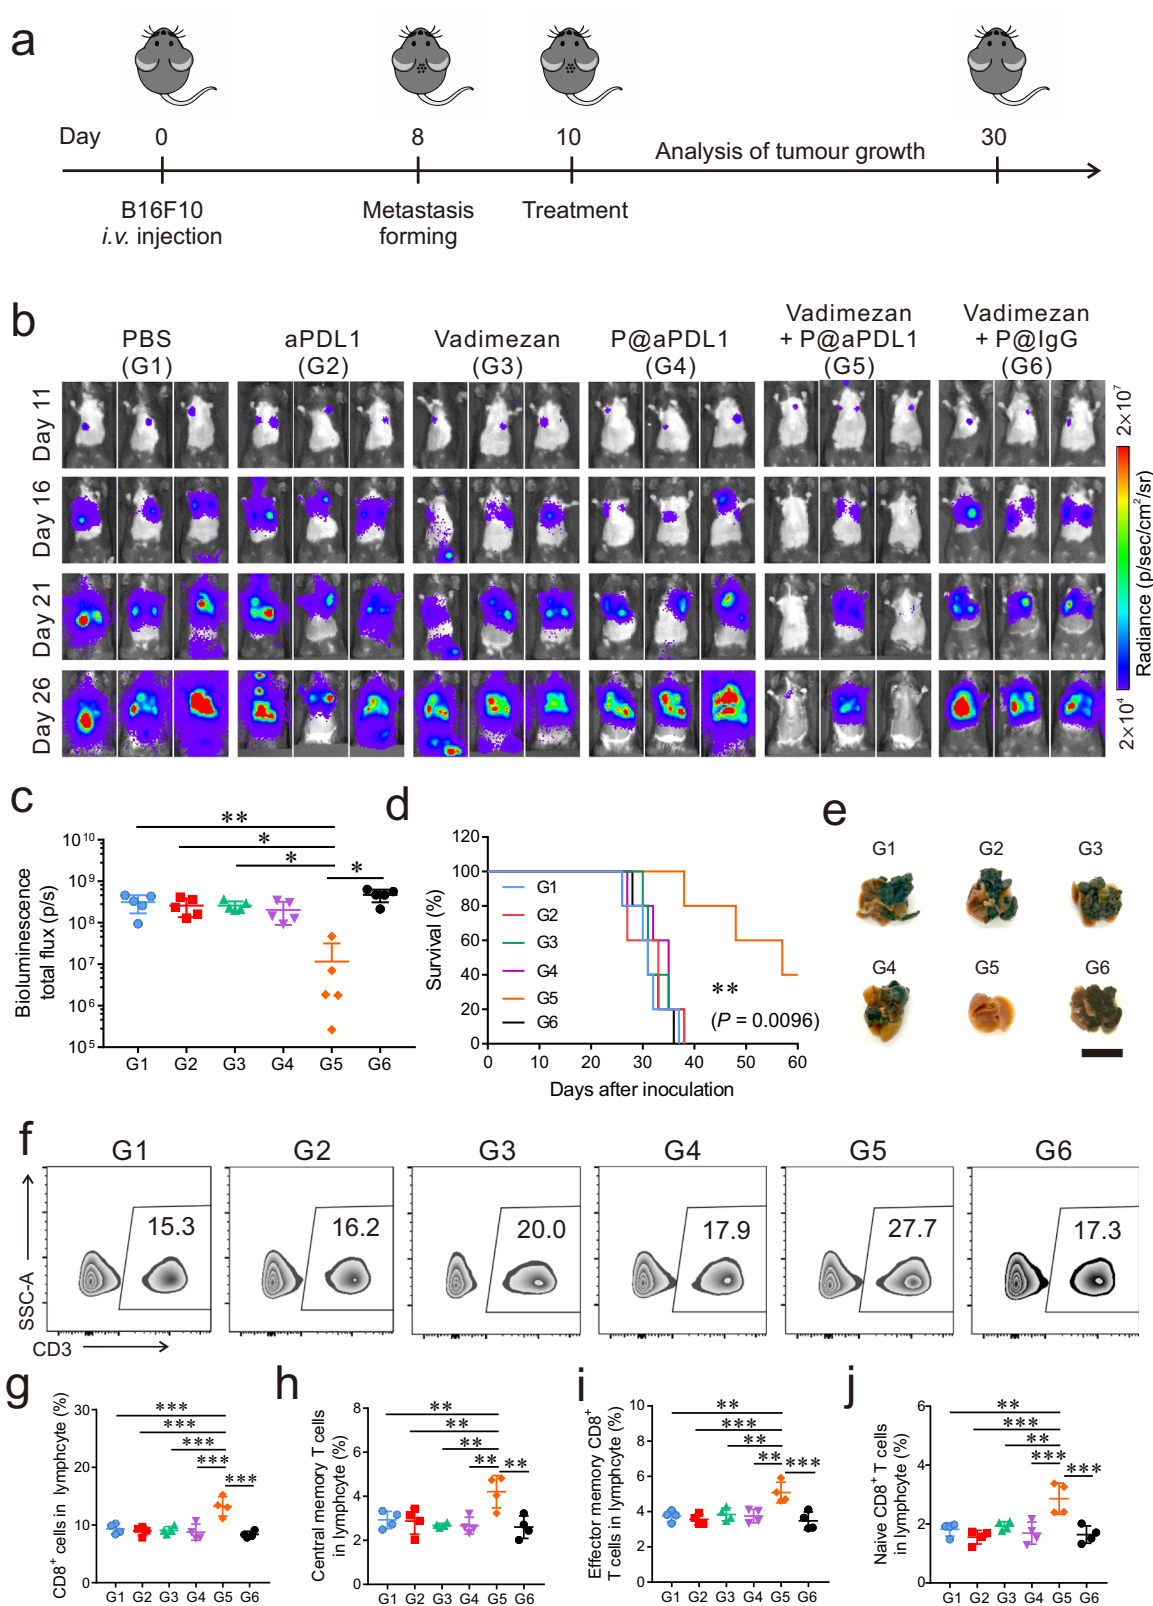 a
Day 0 8 10 Analysis of tumour growth 30
B16F10 Metastasis Treatment
i.v. injection forming
b
PBS
(G1)
aPDL1
(G2)
Vadimezan
(G3)
P@aPDL1
(G4)
Vadimezan
+ P@aPDL1
(G5)
Vadimezan
+ P@IgG
(G6)
Day 11
Day 16
Day 21
Day 26
2×10⁷
Radiance (p/sec/cm²/sr)
2×10⁴
c
Bioluminescence
total flux (p/s)
10¹⁰
10⁹
10⁸
10⁷
10⁶
10⁵
**
*
*
*
G1 G2 G3 G4 G5 G6
d
Survival (%)
120
100
80
60
40
20
0
G1
G2
G3
G4
G5
G6
**
(P = 0.0096)
0 10 20 30 40 50 60
Days after inoculation
e
G1 G2 G3
G4 G5 G6
f
G1 G2 G3 G4 G5 G6
15.3 16.2 20.0 17.9 27.7 17.3
SSC-A
CD3
g
CD8⁺ cells in lymphcyte (%)
30
20
10
0
***
***
***
***
***
G1 G2 G3 G4 G5 G6
h
Central memory T cells
in lymphcyte (%)
8
6
4
2
0
**
**
**
**
**
G1 G2 G3 G4 G5 G6
i
Effector memory CD8⁺
T cells in lymphcyte (%)
10
8
6
4
2
0
**
***
**
**
***
G1 G2 G3 G4 G5 G6
j
Naive CD8⁺ T cells
in lymphcyte (%)
6
4
2
0
**
***
**
***
***
G1 G2 G3 G4 G5 G6